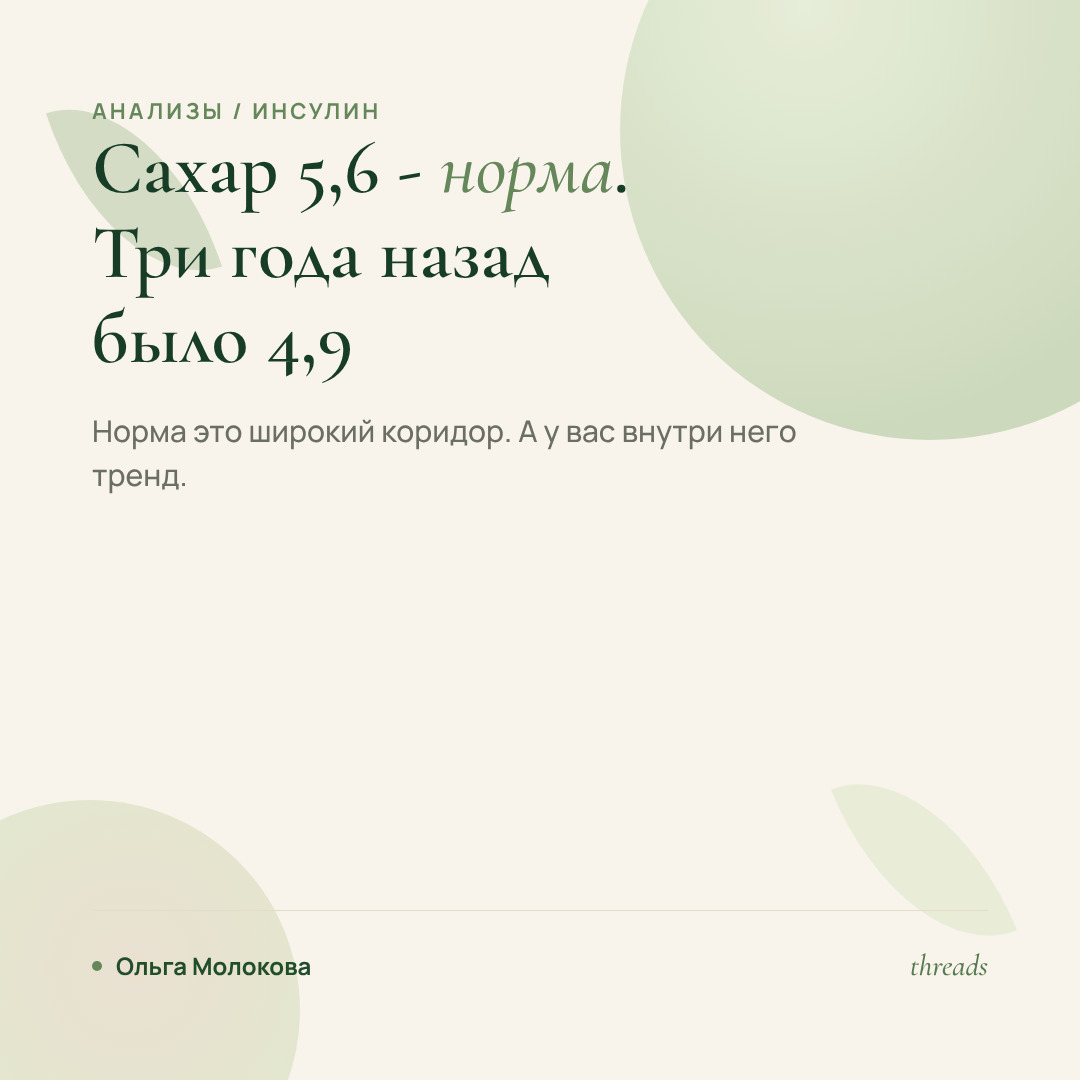 АНАЛИЗЫ / ИНСУЛИН
Сахар 5,6 - норма.
Три года назад
было 4,9
Норма это широкий коридор. А у вас внутри него
тренд.
Ольга Молокова
threads